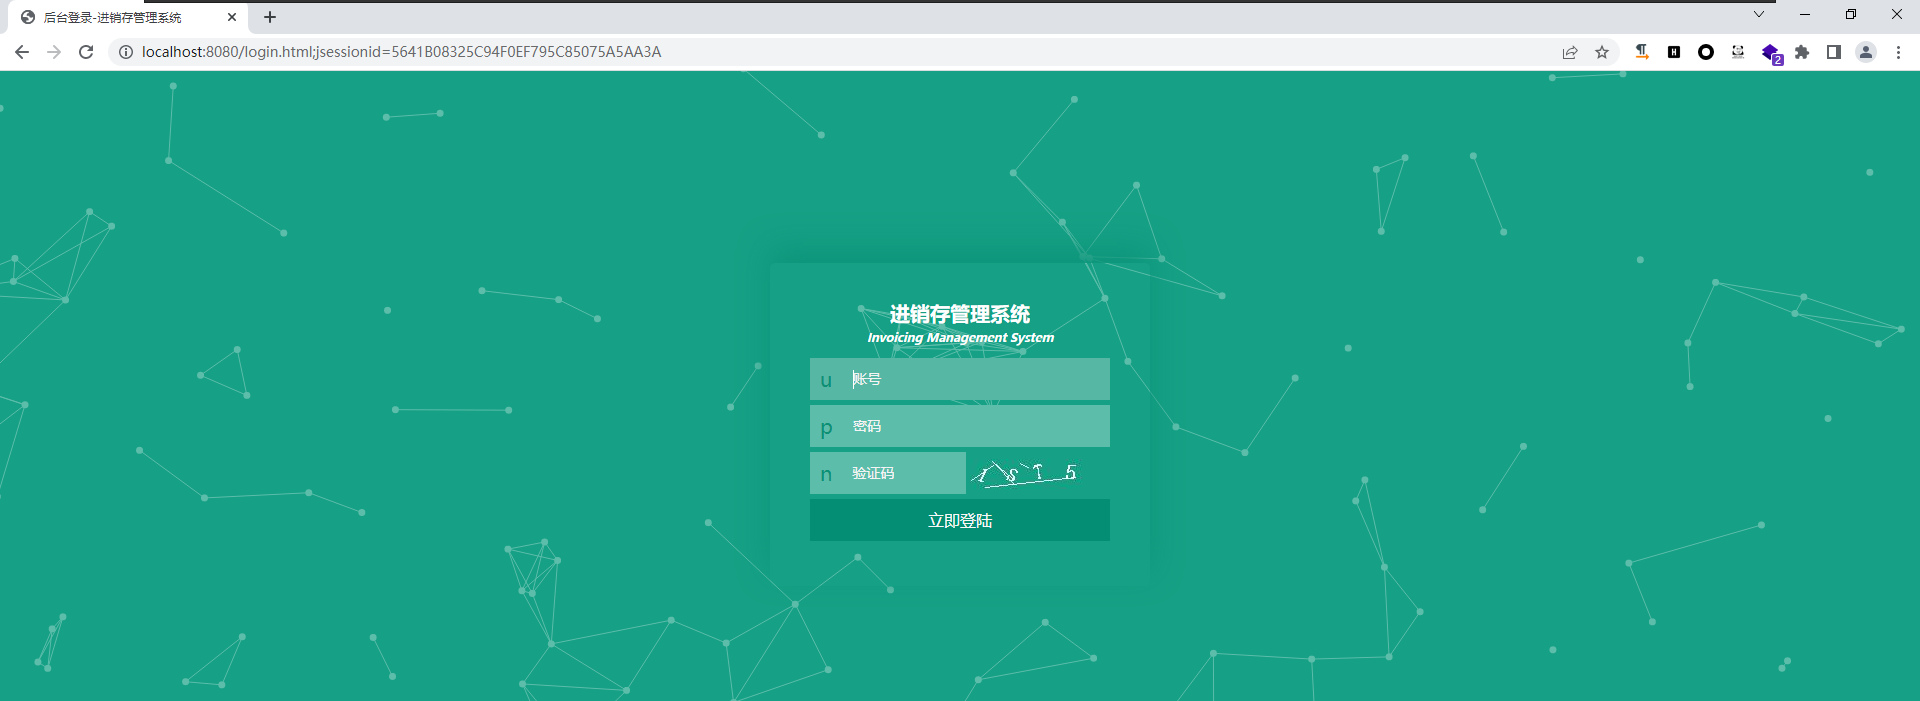 后台登录-进销存管理系统
localhost:8080/login.html;jsessionid=5641B08325C94F0EF795C85075A5AA3A
2
进销存管理系统
Invoicing Management System
u 账号
p 密码
n 验证码 I S T 5
立即登陆